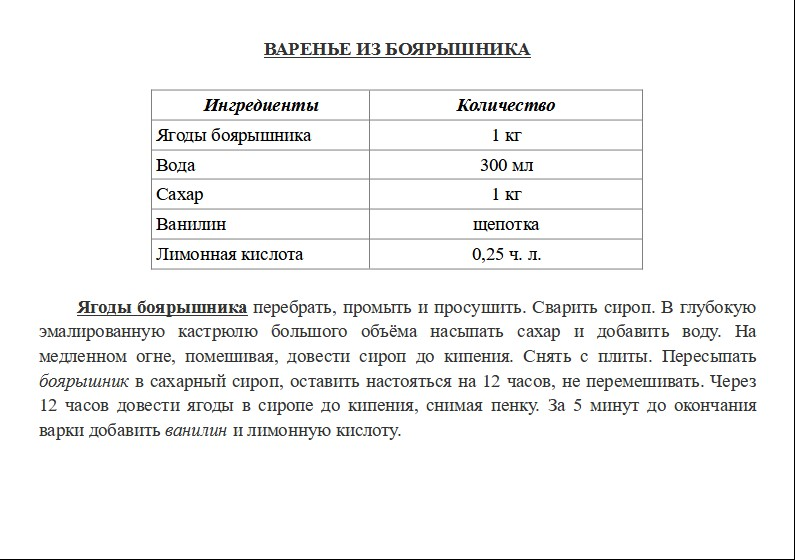 ВАРЕНЬЕ ИЗ БОЯРЫШНИКА
Ингредиенты Количество
Ягоды боярышника 1 кг
Вода 300 мл
Сахар 1 кг
Ванилин щепотка
Лимонная кислота 0,25 ч. л.
Ягоды боярышника перебрать, промыть и просушить. Сварить сироп. В глубокую
эмалированную кастрюлю большого объёма насыпать сахар и добавить воду. На
медленном огне, помешивая, довести сироп до кипения. Снять с плиты. Пересыпать
боярышник в сахарный сироп, оставить настояться на 12 часов, не перемешивать. Через
12 часов довести ягоды в сиропе до кипения, снимая пенку. За 5 минут до окончания
варки добавить ванилин и лимонную кислоту.